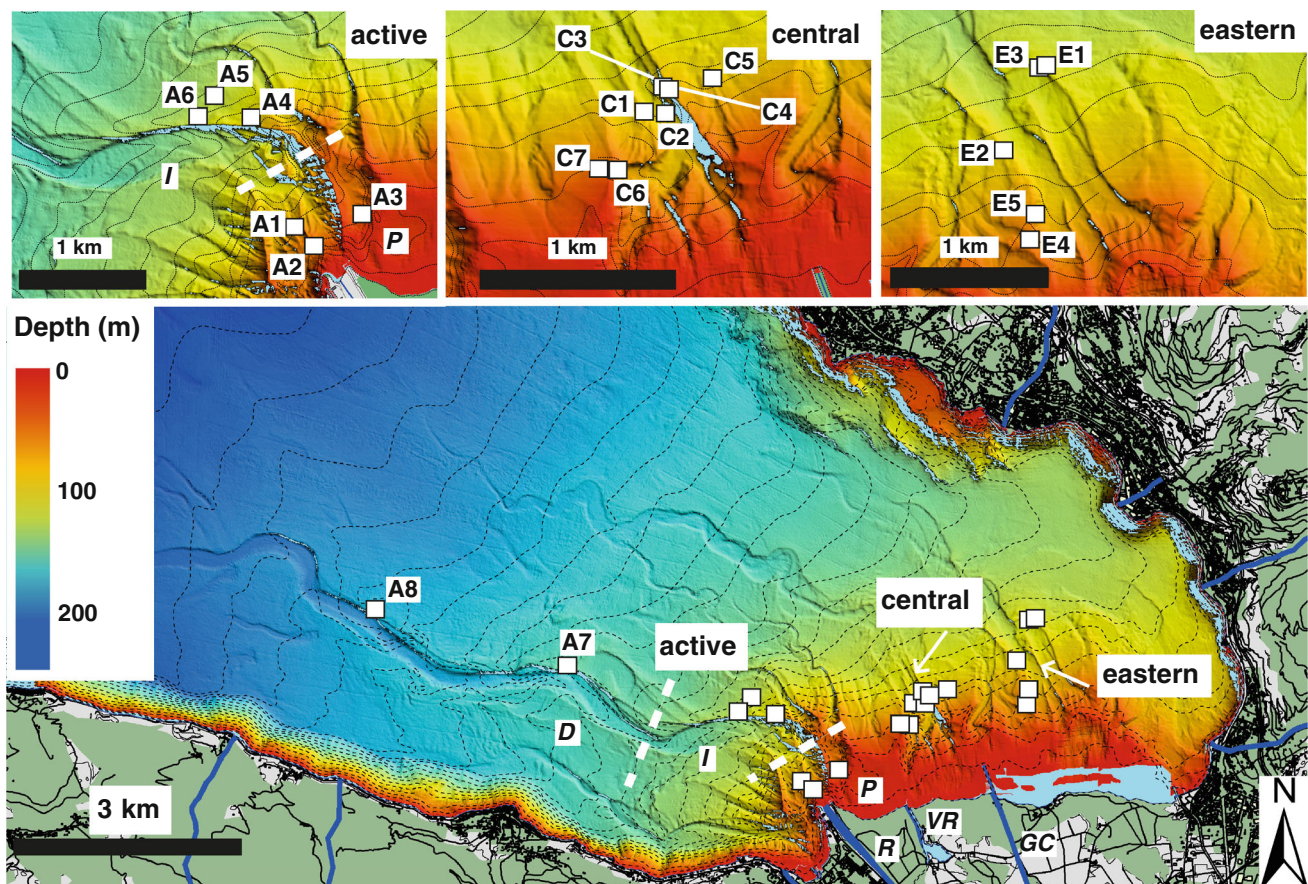 active
A5
A6
A4
I
A3
A1
P
A2
1 km
central
C3
C5
C1
C4
C2
C7
C6
1 km
eastern
E3
E1
E2
E5
E4
1 km
Depth (m)
0
100
200
A8
A7
active
central
eastern
D
I
P
R
VR
GC
3 km
N